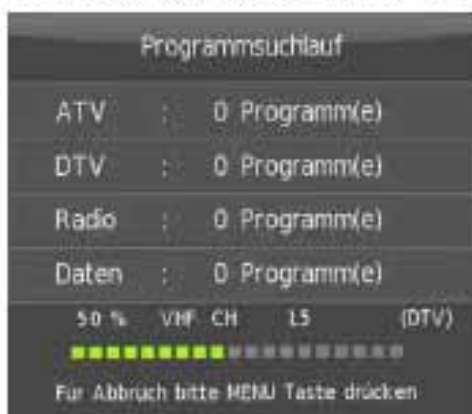 Programmsuchlauf
ATV : 0 Programm(e)
DTV : 0 Programm(e)
Radio : 0 Programm(e)
Daten : 0 Programm(e)
50 % VHF CH 15 (DTV)
Für Abbruch bitte MENU Taste drücken